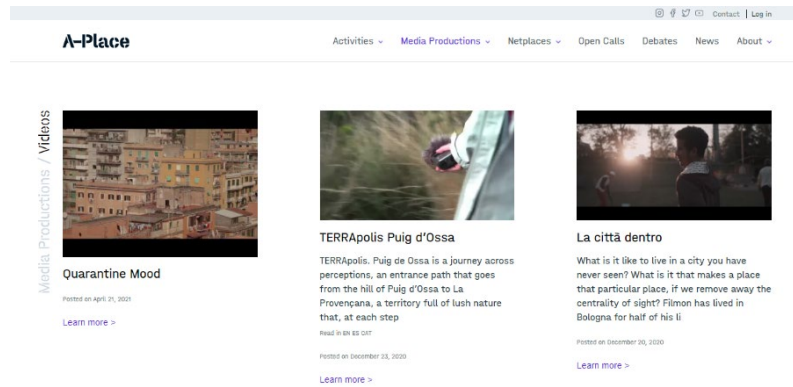 Contact | Log in
A-Place
Activities Media Productions Netplaces Open Calls Debates News About
Media Productions / Videos
Quarantine Mood
Posted on April 21, 2021
Learn more >
TERRApolis Puig d'Ossa
TERRApolis. Puig de Ossa is a journey across
perceptions, an entrance path that goes
from the hill of Puig d'Ossa to La
Provençana, a territory full of lush nature
that, at each step
Read in EN ES CAT
Posted on December 23, 2020
Learn more >
La città dentro
What is it like to live in a city you have
never seen? What is it that makes a place
that particular place, if we remove away the
centrality of sight? Filmon has lived in
Bologna for half of his li
Posted on December 20, 2020
Learn more >